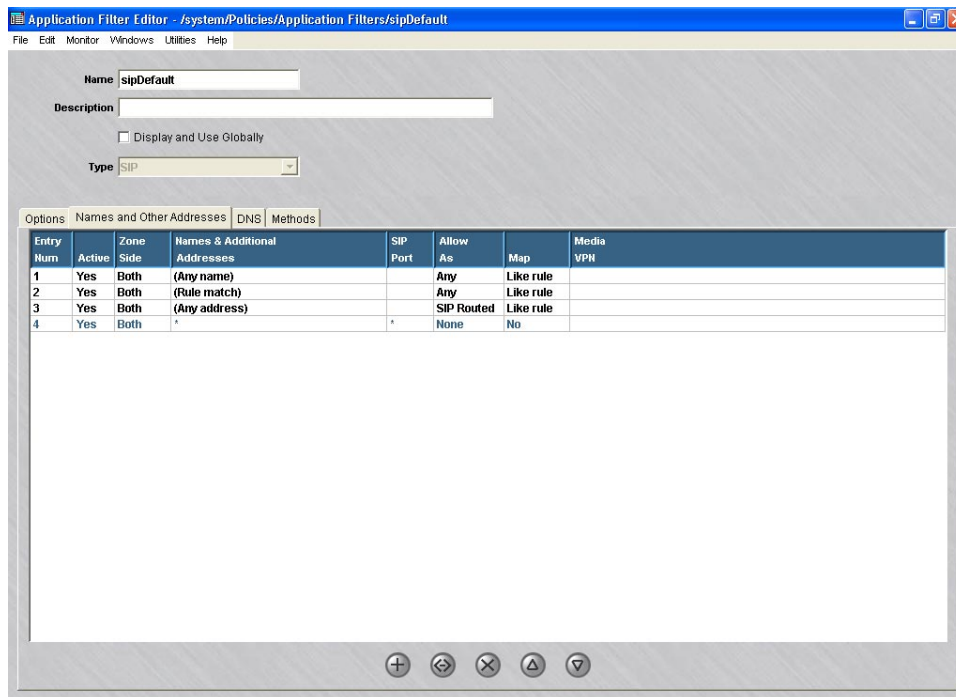 Application Filter Editor - /system/Policies/Application Filters/sipDefault
File Edit Monitor Windows Utilities Help
Name sipDefault
Description
Display and Use Globally
Type SIP
Options Names and Other Addresses DNS Methods
Entry Zone Names & Additional SIP Allow Media
Num Active Side Addresses Port As Map VPN
1 Yes Both (Any name) Any Like rule
2 Yes Both (Rule match) Any Like rule
3 Yes Both (Any address) SIP Routed Like rule
4 Yes Both * * None No